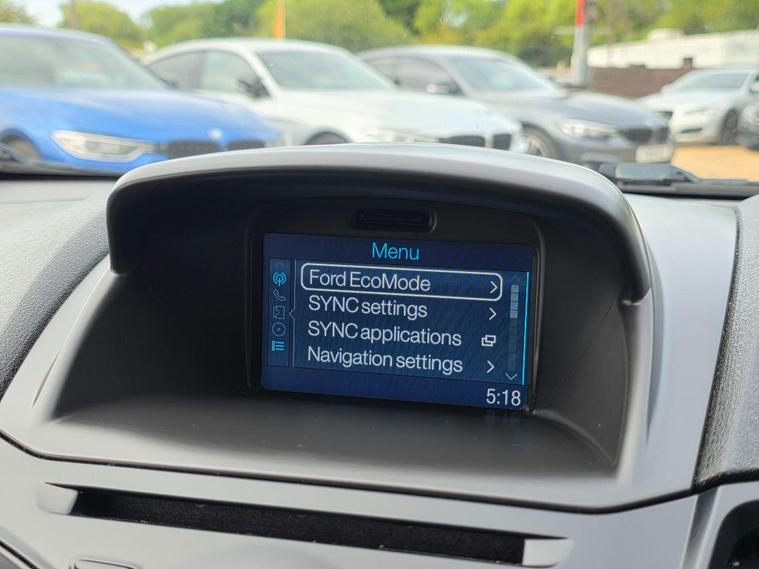 Menu
Ford EcoMode
SYNC settings
SYNC applications
Navigation settings
5:18